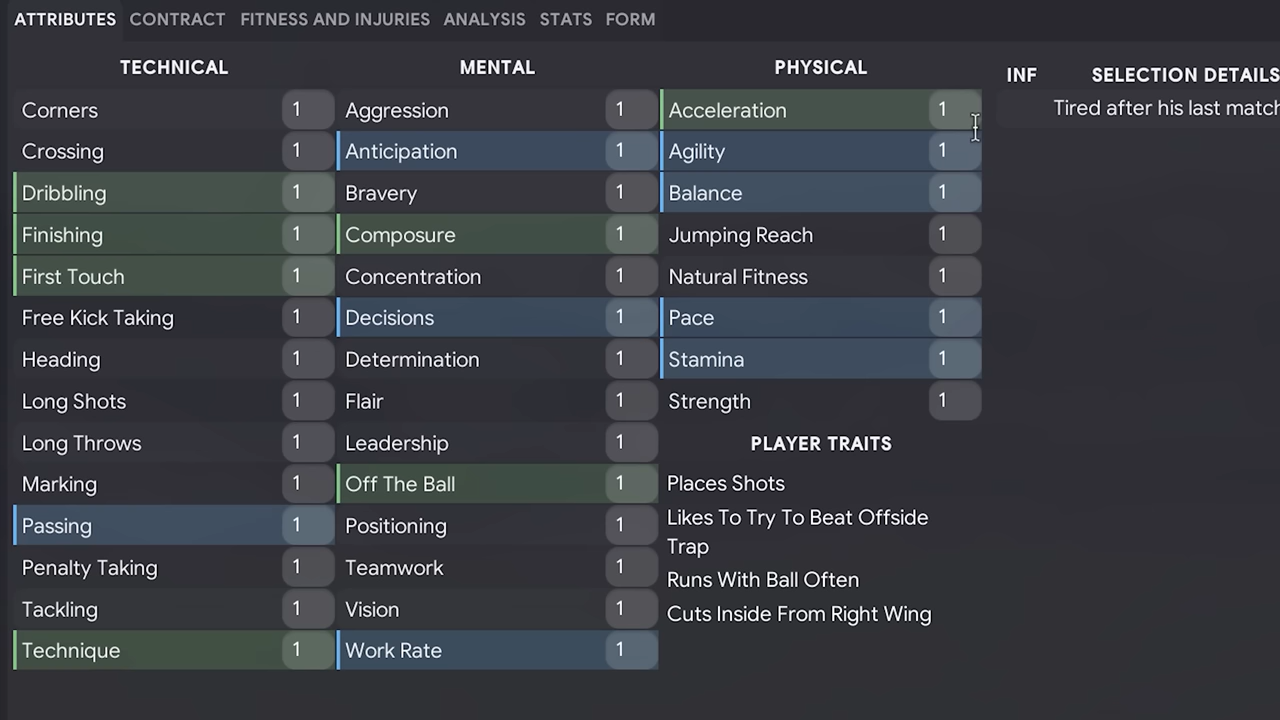 ATTRIBUTES CONTRACT FITNESS AND INJURIES ANALYSIS STATS FORM
TECHNICAL
Corners 1
Crossing 1
Dribbling 1
Finishing 1
First Touch 1
Free Kick Taking 1
Heading 1
Long Shots 1
Long Throws 1
Marking 1
Passing 1
Penalty Taking 1
Tackling 1
Technique 1
MENTAL
Aggression 1
Anticipation 1
Bravery 1
Composure 1
Concentration 1
Decisions 1
Determination 1
Flair 1
Leadership 1
Off The Ball 1
Positioning 1
Teamwork 1
Vision 1
Work Rate 1
PHYSICAL
Acceleration 1
Agility 1
Balance 1
Jumping Reach 1
Natural Fitness 1
Pace 1
Stamina 1
Strength 1
PLAYER TRAITS
Places Shots
Likes To Try To Beat Offside
Trap
Runs With Ball Often
Cuts Inside From Right Wing
INF SELECTION DETAILS
Tired after his last match